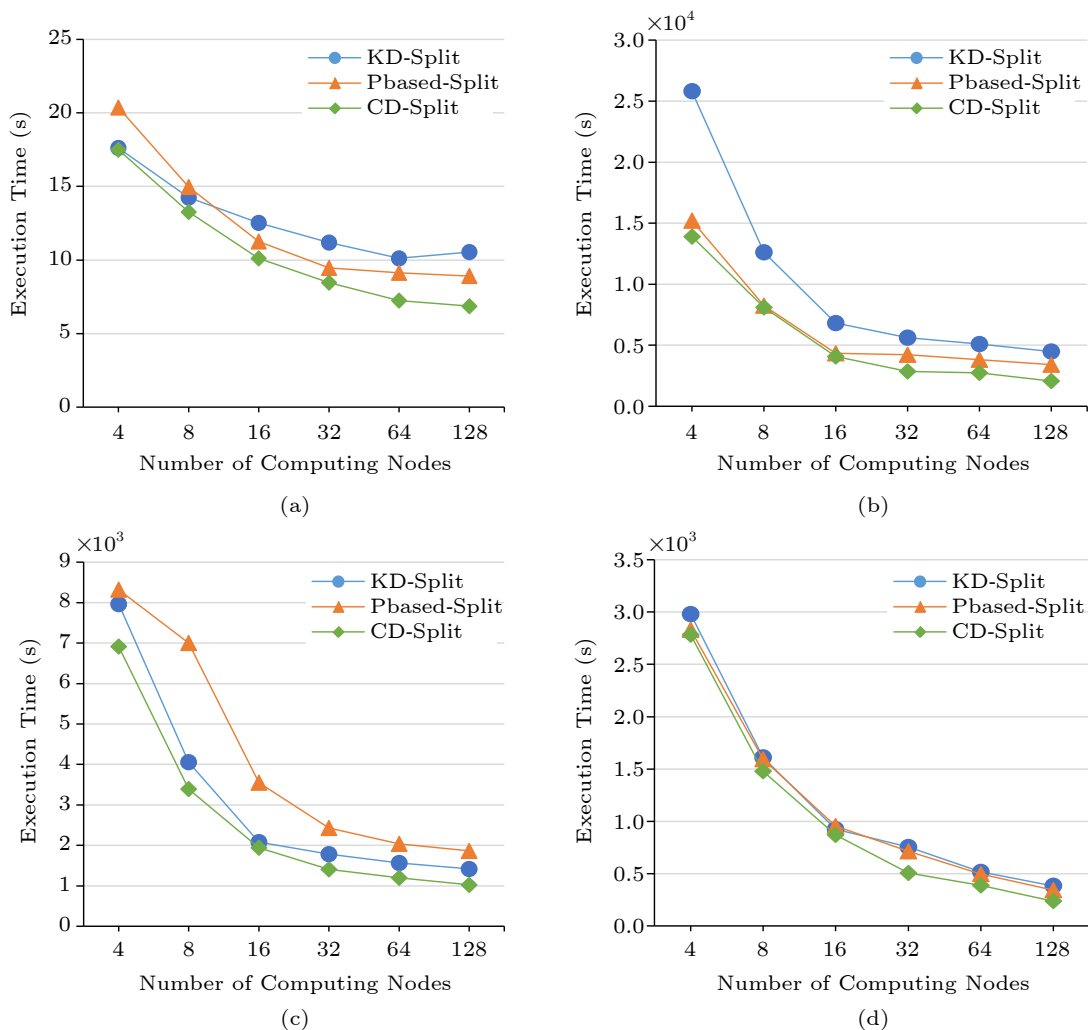 25
20
15
10
5
0
Execution Time (s)
KD-Split
Pbased-Split
CD-Split
4 8 16 32 64 128
Number of Computing Nodes
(a)
×10⁴
3.0
2.5
2.0
1.5
1.0
0.5
0.0
Execution Time (s)
KD-Split
Pbased-Split
CD-Split
4 8 16 32 64 128
Number of Computing Nodes
(b)
×10³
9
8
7
6
5
4
3
2
1
0
Execution Time (s)
KD-Split
Pbased-Split
CD-Split
4 8 16 32 64 128
Number of Computing Nodes
(c)
×10³
3.5
3.0
2.5
2.0
1.5
1.0
0.5
0.0
Execution Time (s)
KD-Split
Pbased-Split
CD-Split
4 8 16 32 64 128
Number of Computing Nodes
(d)